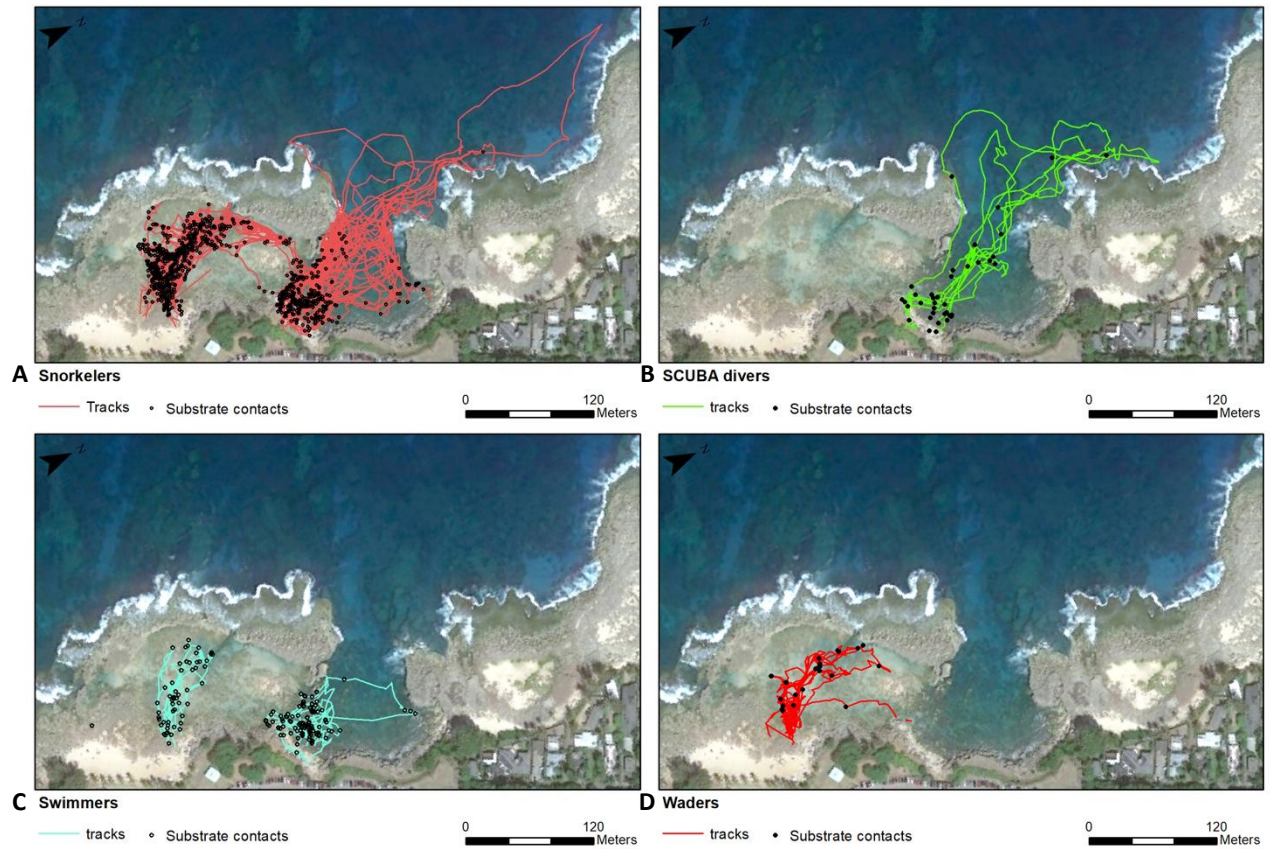 N
N
A Snorkelers
Tracks Substrate contacts
0 120
Meters
B SCUBA divers
tracks Substrate contacts
0 120
Meters
N
N
C Swimmers
tracks Substrate contacts
0 120
Meters
D Waders
tracks Substrate contacts
0 120
Meters